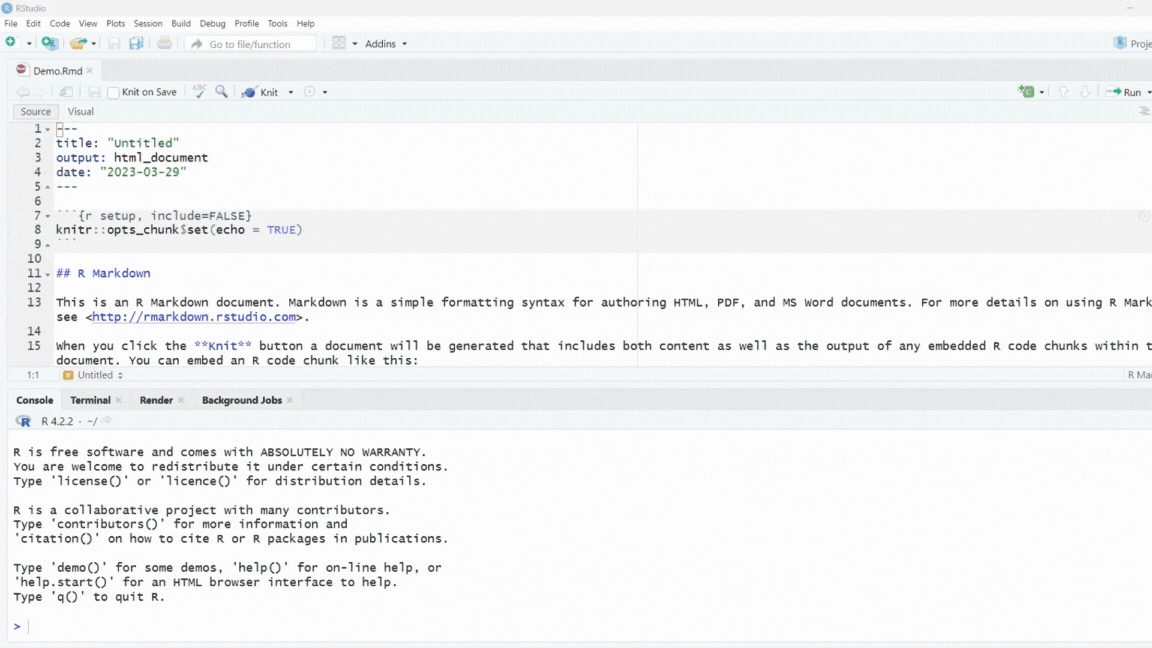 RStudio
File Edit Code View Plots Session Build Debug Profile Tools Help
Go to file/function Addins
Demo.Rmd
Knit on Save ABC Knit Run
Source Visual
1 ---
2 title: "Untitled"
3 output: html_document
4 date: "2023-03-29"
5 ---
6
7 ```{r setup, include=FALSE}
8 knitr::opts_chunk$set(echo = TRUE)
9 ```
10
11 ## R Markdown
12
13 This is an R Markdown document. Markdown is a simple formatting syntax for authoring HTML, PDF, and MS Word documents. For more details on using R Mark
see <http://rmarkdown.rstudio.com>.
14
15 When you click the **Knit** button a document will be generated that includes both content as well as the output of any embedded R code chunks within t
document. You can embed an R code chunk like this:
1:1 Untitled R Mar
Console Terminal Render Background Jobs
R 4.2.2 · ~/
R is free software and comes with ABSOLUTELY NO WARRANTY.
You are welcome to redistribute it under certain conditions.
Type 'license()' or 'licence()' for distribution details.
R is a collaborative project with many contributors.
Type 'contributors()' for more information and
'citation()' on how to cite R or R packages in publications.
Type 'demo()' for some demos, 'help()' for on-line help, or
'help.start()' for an HTML browser interface to help.
Type 'q()' to quit R.
>